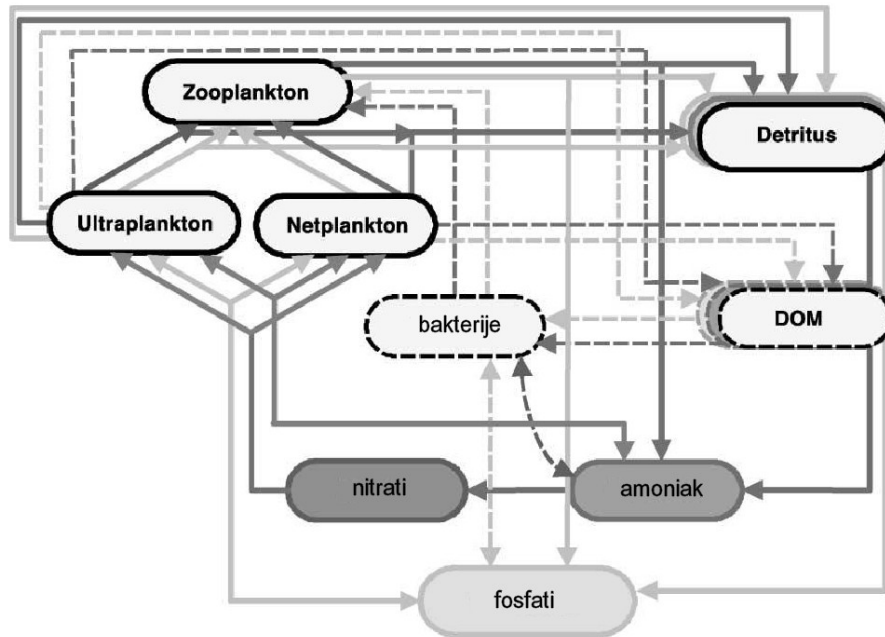 Zooplankton
Detritus
Ultraplankton
Netplankton
bakterije
DOM
nitrati
amoniak
fosfati